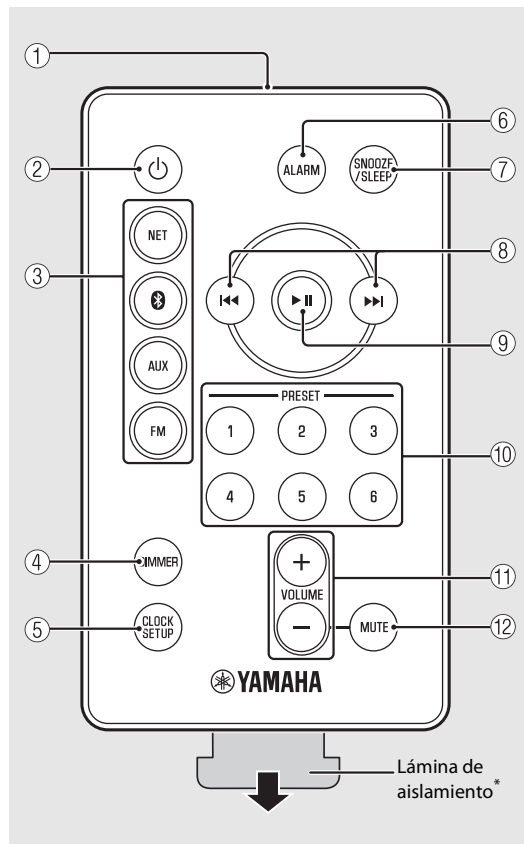 ①
②
⑥
ALARM
SNOOZE
/SLEEP
⑦
③
NET
AUX
FM
⑧
⑨
PRESET
1 2 3
4 5 6
⑩
④
DIMMER
⑤
CLOCK
SETUP
+
VOLUME
−
⑪
MUTE
⑫
YAMAHA
Lámina de
aislamiento*